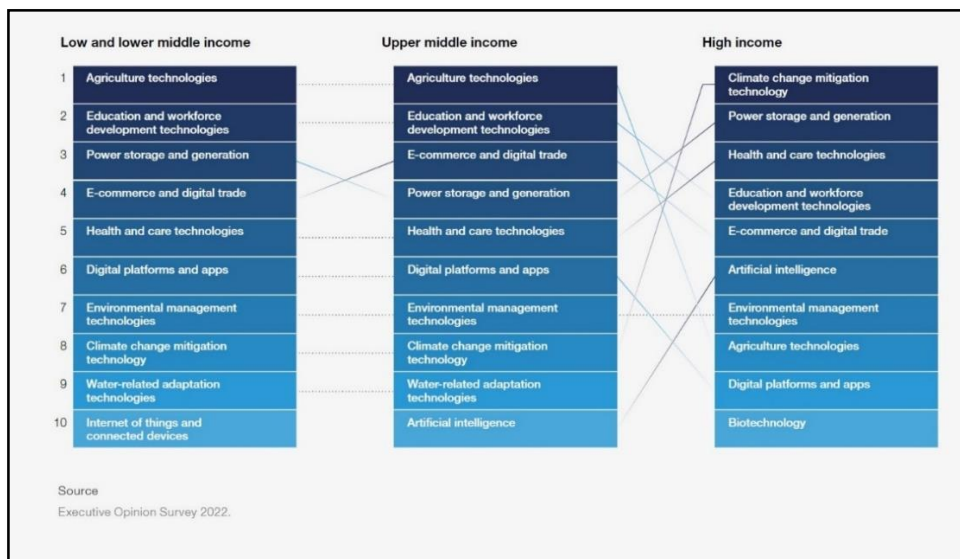 Low and lower middle income
Upper middle income
High income
1
Agriculture technologies
Agriculture technologies
Climate change mitigation
technology
2
Education and workforce
development technologies
Education and workforce
development technologies
Power storage and generation
3
Power storage and generation
E-commerce and digital trade
Health and care technologies
4
E-commerce and digital trade
Power storage and generation
Education and workforce
development technologies
5
Health and care technologies
Health and care technologies
E-commerce and digital trade
6
Digital platforms and apps
Digital platforms and apps
Artificial intelligence
7
Environmental management
technologies
Environmental management
technologies
Environmental management
technologies
8
Climate change mitigation
technology
Climate change mitigation
technology
Agriculture technologies
9
Water-related adaptation
technologies
Water-related adaptation
technologies
Digital platforms and apps
10
Internet of things and
connected devices
Artificial intelligence
Biotechnology
Source
Executive Opinion Survey 2022.